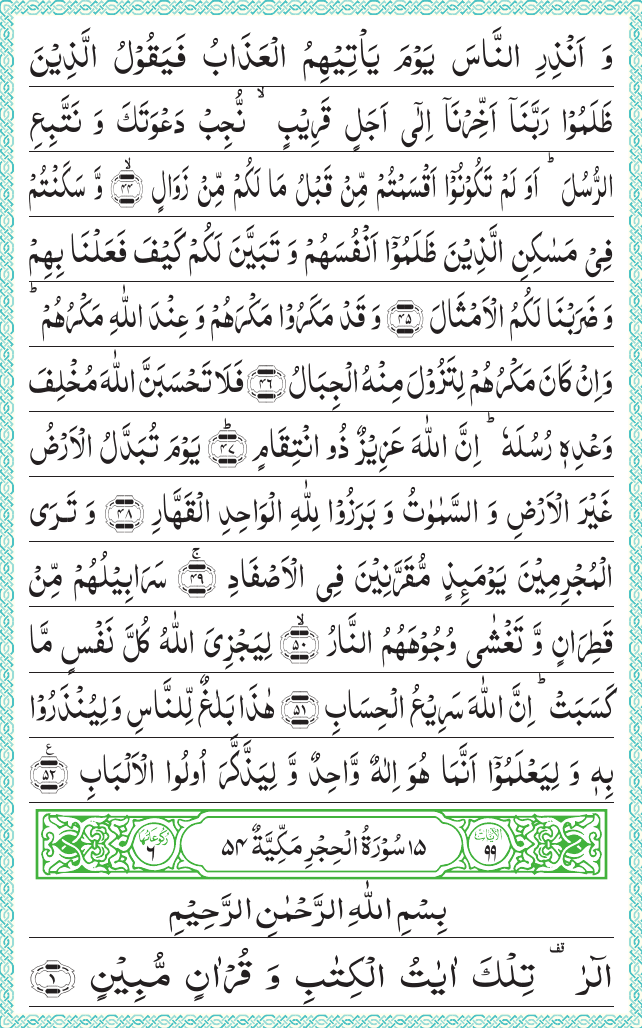 وَ اَنْذِرِ النَّاسَ يَوْمَ يَاْتِيْهِمُ الْعَذَابُ فَيَقُوْلُ الَّذِيْنَ
ظَلَمُوْا رَبَّنَاۤ اَخِّرْنَاۤ اِلٰۤى اَجَلٍ قَرِيْبٍ ۙ نُّجِبْ دَعْوَتَكَ وَ نَتَّبِعِ
الرُّسُلَ ؕ اَوَ لَمْ تَكُوْنُوْۤا اَقْسَمْتُمْ مِّنْ قَبْلُ مَا لَكُمْ مِّنْ زَوَالٍ ۙ﴿۴۴﴾ وَّ سَكَنْتُمْ
فِيْ مَسٰكِنِ الَّذِيْنَ ظَلَمُوْۤا اَنْفُسَهُمْ وَ تَبَيَّنَ لَكُمْ كَيْفَ فَعَلْنَا بِهِمْ
وَ ضَرَبْنَا لَكُمُ الْاَمْثَالَ ﴿۴۵﴾ وَ قَدْ مَكَرُوْا مَكْرَهُمْ وَ عِنْدَ اللّٰهِ مَكْرُهُمْ ؕ
وَ اِنْ كَانَ مَكْرُهُمْ لِتَزُوْلَ مِنْهُ الْجِبَالُ ﴿۴۶﴾ فَلَا تَحْسَبَنَّ اللّٰهَ مُخْلِفَ
وَعْدِهٖ رُسُلَهٗ ؕ اِنَّ اللّٰهَ عَزِيْزٌ ذُو انْتِقَامٍ ؕ﴿۴۷﴾ يَوْمَ تُبَدَّلُ الْاَرْضُ
غَيْرَ الْاَرْضِ وَ السَّمٰوٰتُ وَ بَرَزُوْا لِلّٰهِ الْوَاحِدِ الْقَهَّارِ ﴿۴۸﴾ وَ تَرَى
الْمُجْرِمِيْنَ يَوْمَىِٕذٍ مُّقَرَّنِيْنَ فِي الْاَصْفَادِ ۚ﴿۴۹﴾ سَرَابِيْلُهُمْ مِّنْ
قَطِرَانٍ وَّ تَغْشٰى وُجُوْهَهُمُ النَّارُ ۙ﴿۵۰﴾ لِيَجْزِيَ اللّٰهُ كُلَّ نَفْسٍ مَّا
كَسَبَتْ ؕ اِنَّ اللّٰهَ سَرِيْعُ الْحِسَابِ ﴿۵۱﴾ هٰذَا بَلٰغٌ لِّلنَّاسِ وَ لِيُنْذَرُوْا
بِهٖ وَ لِيَعْلَمُوْۤا اَنَّمَا هُوَ اِلٰهٌ وَّاحِدٌ وَّ لِيَذَّكَّرَ اُولُوا الْاَلْبَابِ ﴿۵۲﴾ ع
اٰيَاتُهَا ۹۹ ۱۵ سُوْرَةُ الْحِجْرِ مَكِّيَّةٌ ۵۴ رُكُوْعَاتُهَا ۶
بِسْمِ اللّٰهِ الرَّحْمٰنِ الرَّحِيْمِ
الٓرٰ ۫ تِلْكَ اٰيٰتُ الْكِتٰبِ وَ قُرْاٰنٍ مُّبِيْنٍ ﴿۱﴾